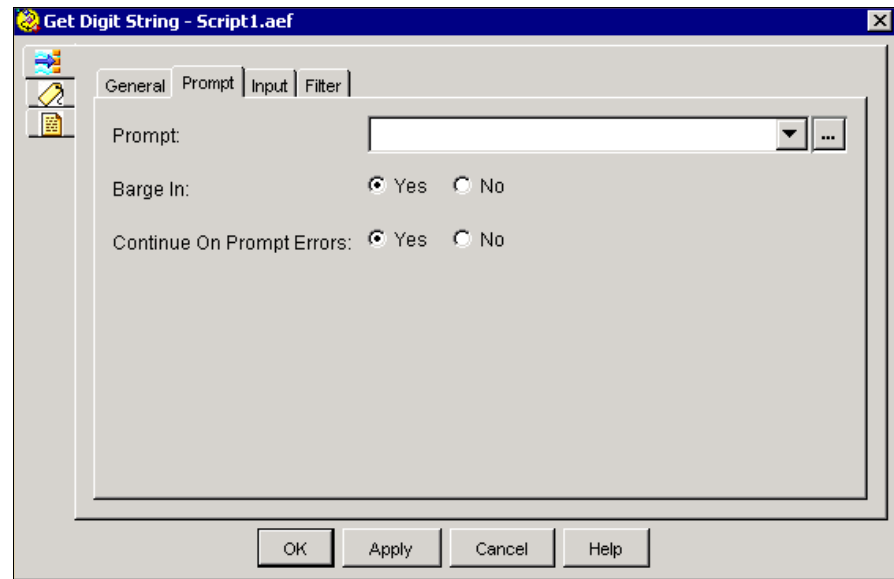 Get Digit String - Script1.aef
General Prompt Input Filter
Prompt: ...
Barge In: Yes No
Continue On Prompt Errors: Yes No
OK Apply Cancel Help